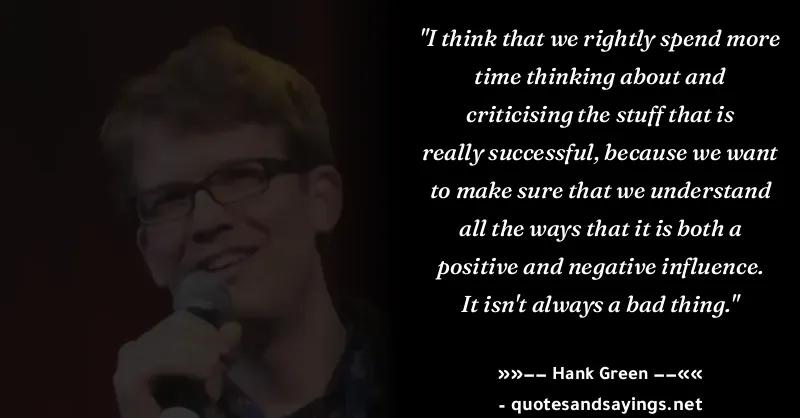 "I think that we rightly spend more
time thinking about and
criticising the stuff that is
really successful, because we want
to make sure that we understand
all the ways that it is both a
positive and negative influence.
It isn't always a bad thing."
»»−− Hank Green −−««
- quotesandsayings.net